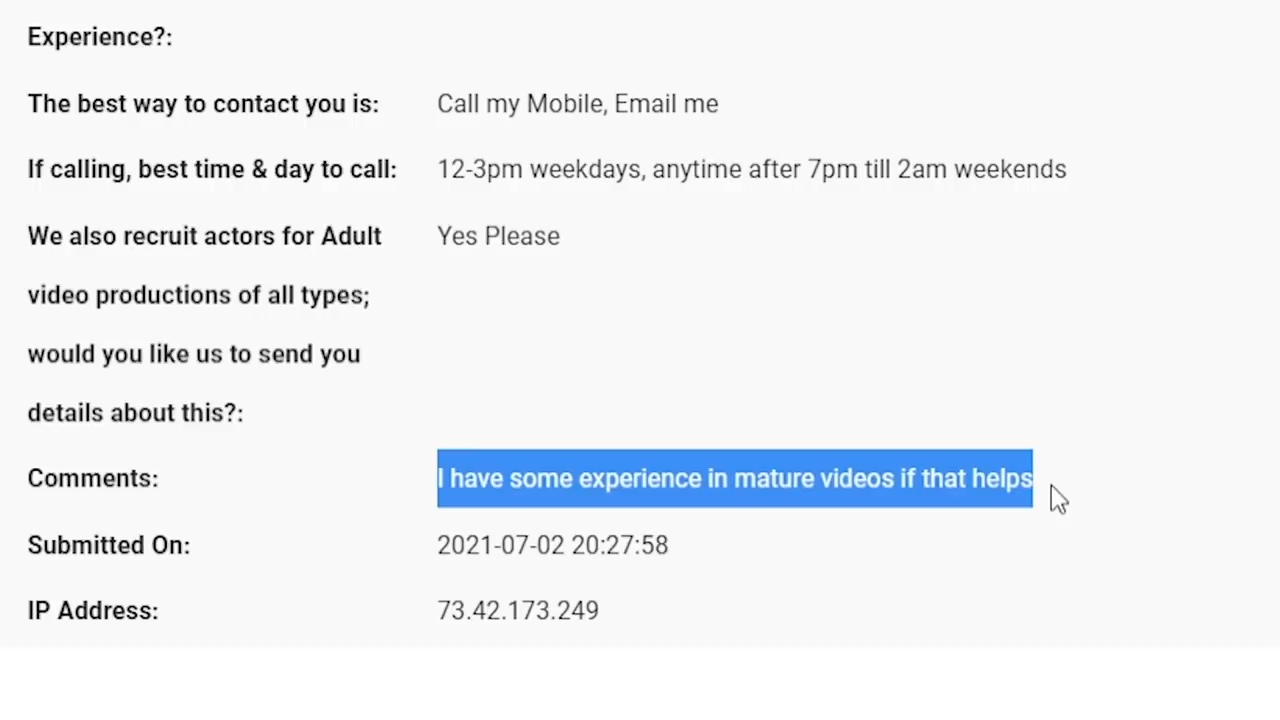 Experience?:
The best way to contact you is: Call my Mobile, Email me
If calling, best time & day to call: 12-3pm weekdays, anytime after 7pm till 2am weekends
We also recruit actors for Adult Yes Please
video productions of all types;
would you like us to send you
details about this?:
Comments: I have some experience in mature videos if that helps
Submitted On: 2021-07-02 20:27:58
IP Address: 73.42.173.249